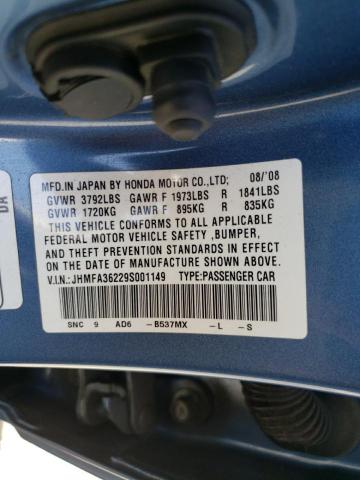 MFD.IN JAPAN BY HONDA MOTOR CO.,LTD; 08/'08
GVWR 3792LBS GAWR F 1973LBS R 1841LBS
GVWR 1720KG GAWR F 895KG R 835KG
THIS VEHICLE CONFORMS TO ALL APPLICABLE
FEDERAL MOTOR VEHICLE SAFETY ,BUMPER,
AND THEFT PREVENTION STANDARDS IN EFFECT
ON THE DATE OF MANUFACTURE SHOWN ABOVE.
V.I.N.:JHMFA36229S001149 TYPE:PASSENGER CAR
SNC 9 AD6 -B537MX -L -S
DA